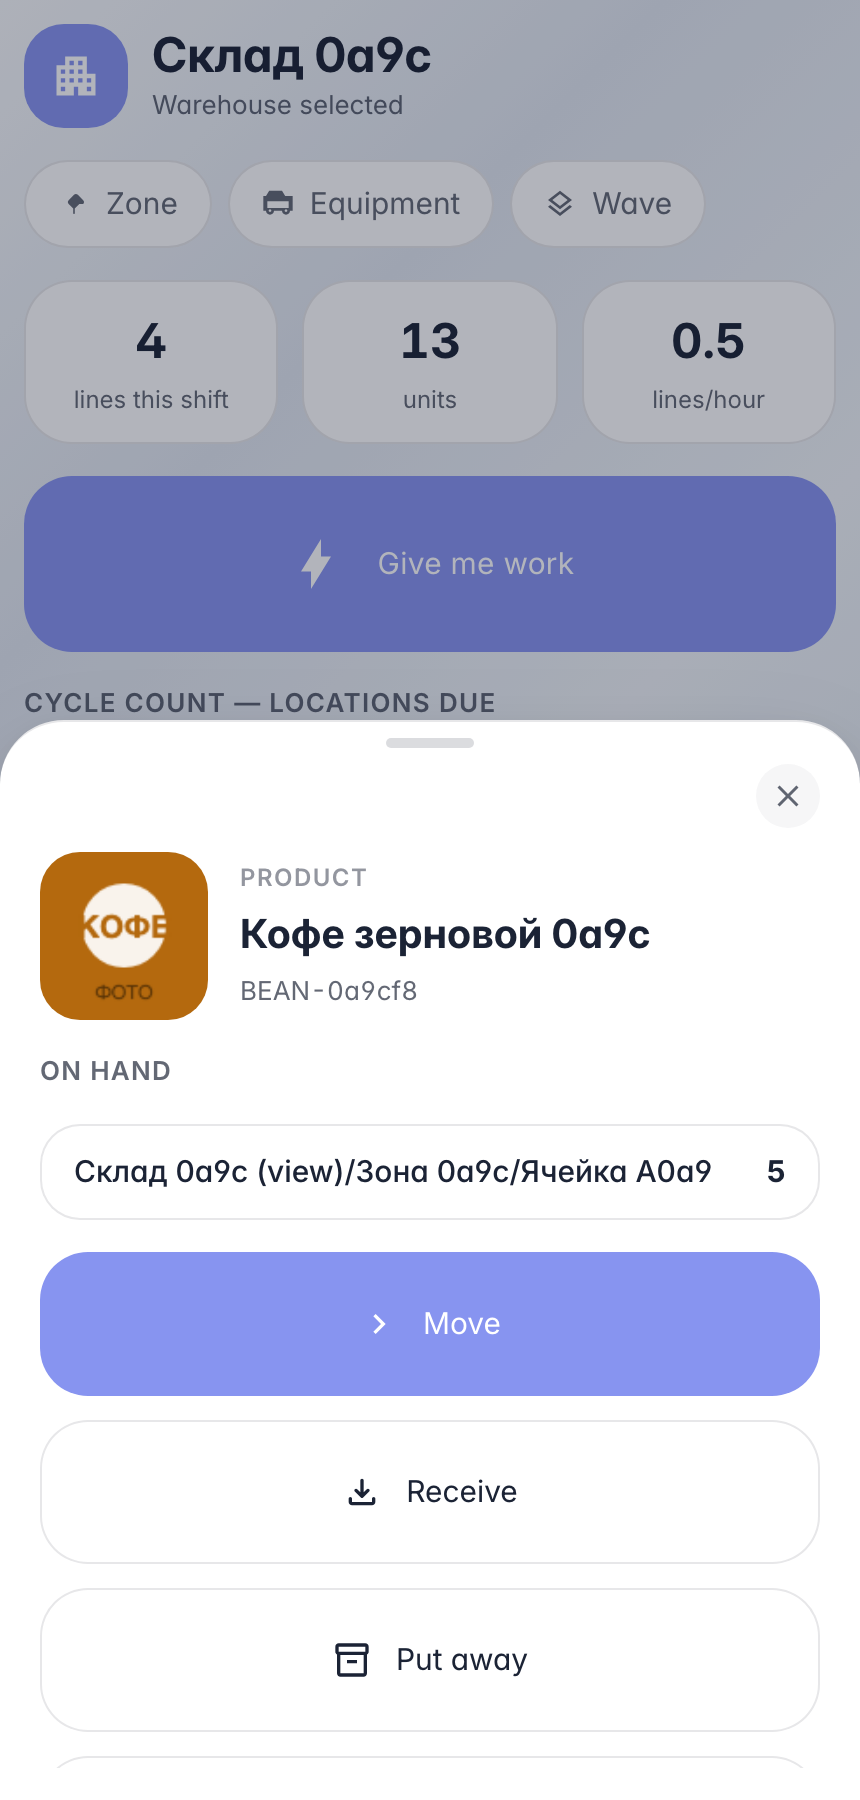 Склад 0a9c
Warehouse selected
Zone
Equipment
Wave
4
lines this shift
13
units
0.5
lines/hour
Give me work
CYCLE COUNT — LOCATIONS DUE
КОФЕ
ФОТО
PRODUCT
Кофе зерновой 0a9c
BEAN-0a9cf8
ON HAND
Склад 0a9c (view)/Зона 0a9c/Ячейка A0a9 5
Move
Receive
Put away